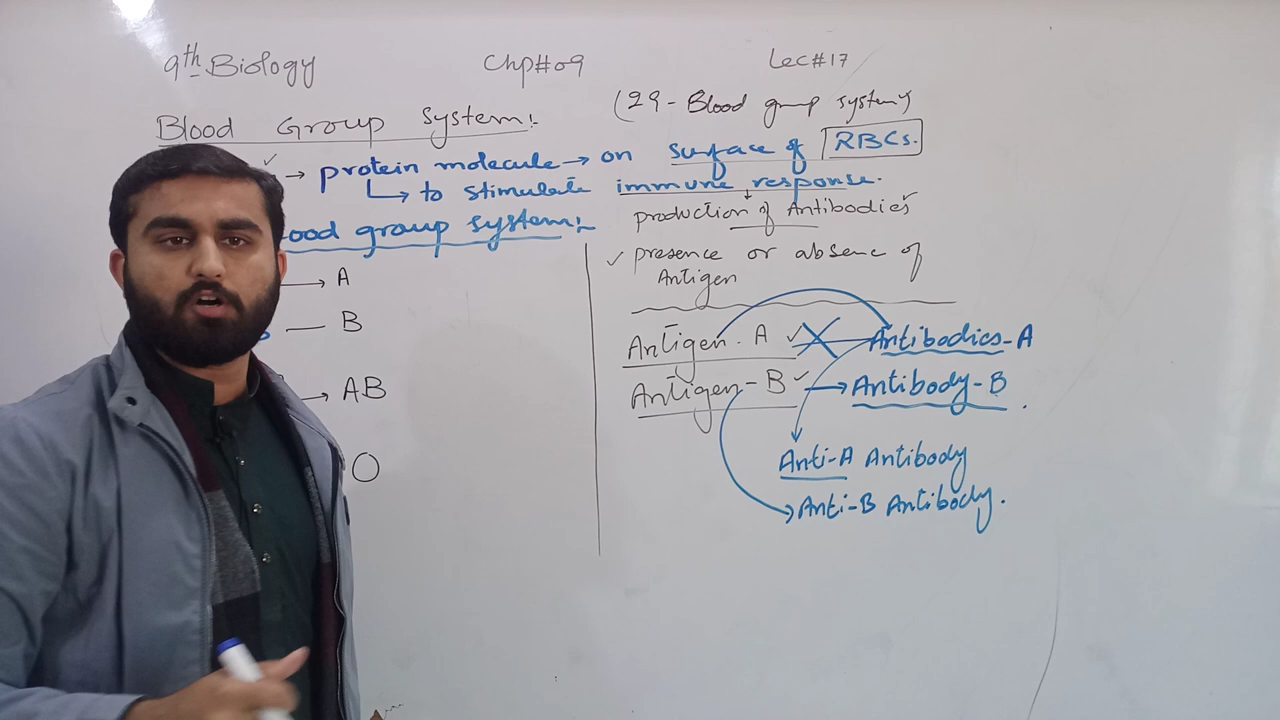 9th Biology Chp#09 Lec#17
Blood Group System:
(29 - Blood group system)
→ protein molecule → on surface of RBCs.
↳ to stimulate immune response.
production of Antibodies
ood group system:
✓ presence or absence of
Antigen
→ A
— B
→ AB
O
Antigen - A ✓ Antibodies-A
Antigen - B ✓ → Antibody-B.
Anti-A Antibody
Anti-B Antibody.